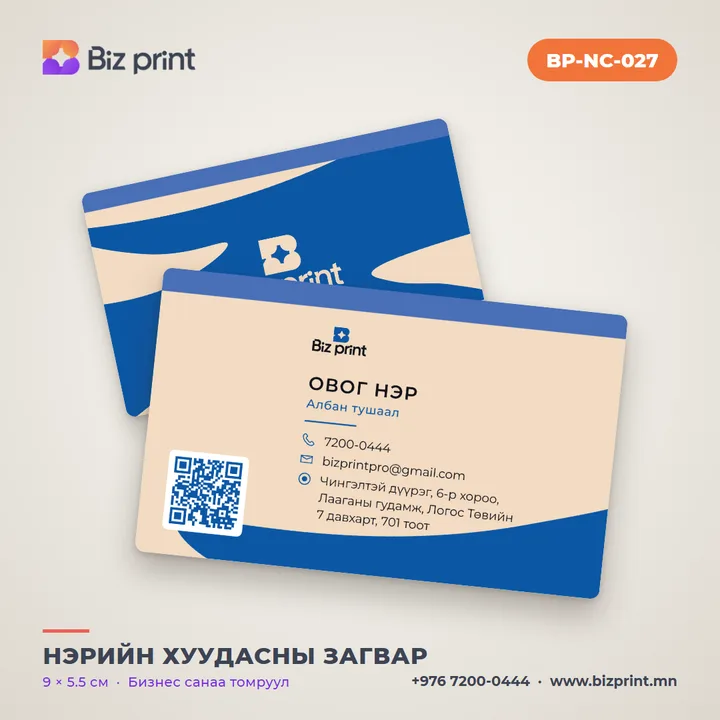 Biz print
BP-NC-027
Biz print
ОВОГ НЭР
Албан тушаал
7200-0444
bizprintpro@gmail.com
Чингэлтэй дүүрэг, 6-р хороо,
Лааганы гудамж, Логос Төвийн
7 давхарт, 701 тоот
НЭРИЙН ХУУДАСНЫ ЗАГВАР
9 × 5.5 см · Бизнес санаа томруул
+976 7200-0444 · www.bizprint.mn